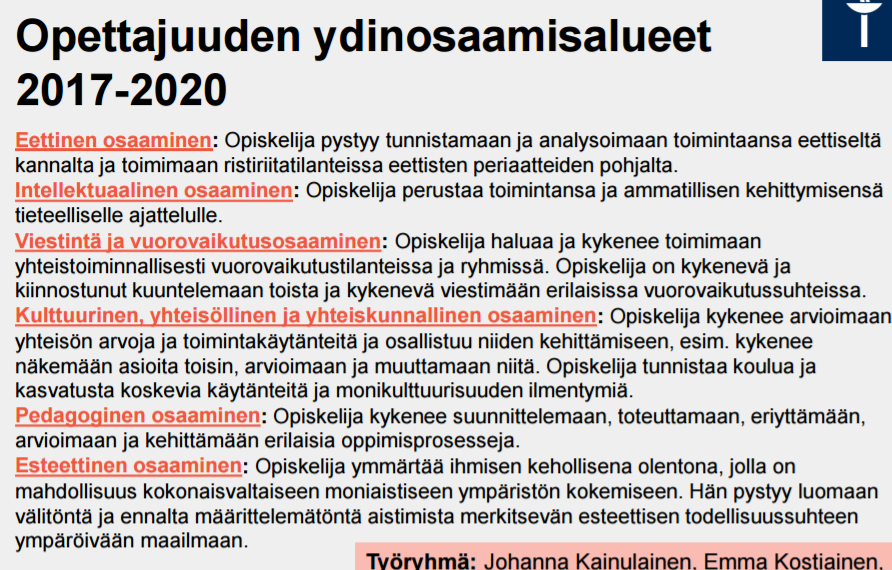 Opettajuuden ydinosaamisalueet
2017-2020
Eettinen osaaminen: Opiskelija pystyy tunnistamaan ja analysoimaan toimintaansa eettiseltä
kannalta ja toimimaan ristiriitatilanteissa eettisten periaatteiden pohjalta.
Intellektuaalinen osaaminen: Opiskelija perustaa toimintansa ja ammatillisen kehittymisensä
tieteelliselle ajattelulle.
Viestintä ja vuorovaikutusosaaminen: Opiskelija haluaa ja kykenee toimimaan
yhteistoiminnallisesti vuorovaikutustilanteissa ja ryhmissä. Opiskelija on kykenevä ja
kiinnostunut kuuntelemaan toista ja kykenevä viestimään erilaisissa vuorovaikutussuhteissa.
Kulttuurinen, yhteisöllinen ja yhteiskunnallinen osaaminen: Opiskelija kykenee arvioimaan
yhteisön arvoja ja toimintakäytänteitä ja osallistuu niiden kehittämiseen, esim. kykenee
näkemään asioita toisin, arvioimaan ja muuttamaan niitä. Opiskelija tunnistaa koulua ja
kasvatusta koskevia käytänteitä ja monikulttuurisuuden ilmentymiä.
Pedagoginen osaaminen: Opiskelija kykenee suunnittelemaan, toteuttamaan, eriyttämään,
arvioimaan ja kehittämään erilaisia oppimisprosesseja.
Esteettinen osaaminen: Opiskelija ymmärtää ihmisen kehollisena olentona, jolla on
mahdollisuus kokonaisvaltaiseen moniaistiseen ympäristön kokemiseen. Hän pystyy luomaan
välitöntä ja ennalta määrittelemätöntä aistimista merkitsevän esteettisen todellisuussuhteen
ympäröivään maailmaan.
Työryhmä: Johanna Kainulainen, Emma Kostiainen,